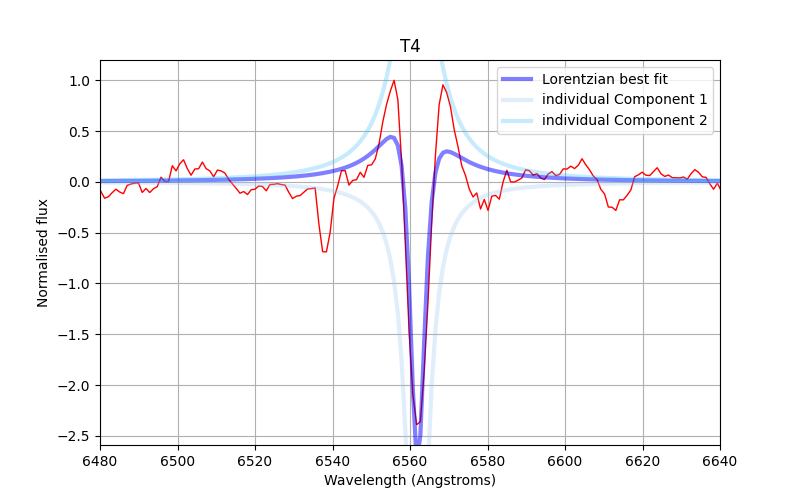 T4
Lorentzian best fit
individual Component 1
individual Component 2
Normalised flux
1.0
0.5
0.0
−0.5
−1.0
−1.5
−2.0
−2.5
6480 6500 6520 6540 6560 6580 6600 6620 6640
Wavelength (Angstroms)